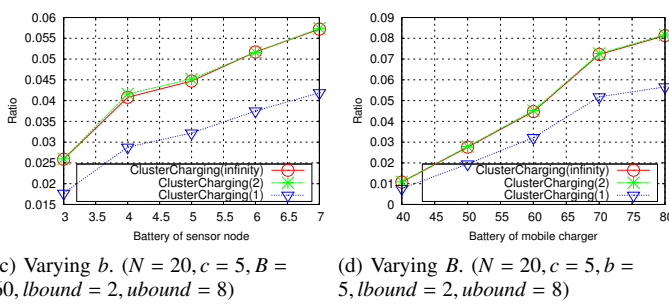 0.06
0.055
0.05
0.045
0.04
0.035
0.03
0.025
0.02
0.015
Ratio
ClusterCharging(infinity)
ClusterCharging(2)
ClusterCharging(1)
3 3.5 4 4.5 5 5.5 6 6.5 7
Battery of sensor node
c) Varying b. (N = 20, c = 5, B =
60, lbound = 2, ubound = 8)
0.09
0.08
0.07
0.06
0.05
0.04
0.03
0.02
0.01
0
Ratio
ClusterCharging(infinity)
ClusterCharging(2)
ClusterCharging(1)
40 45 50 55 60 65 70 75 80
Battery of mobile charger
(d) Varying B. (N = 20, c = 5, b =
5, lbound = 2, ubound = 8)